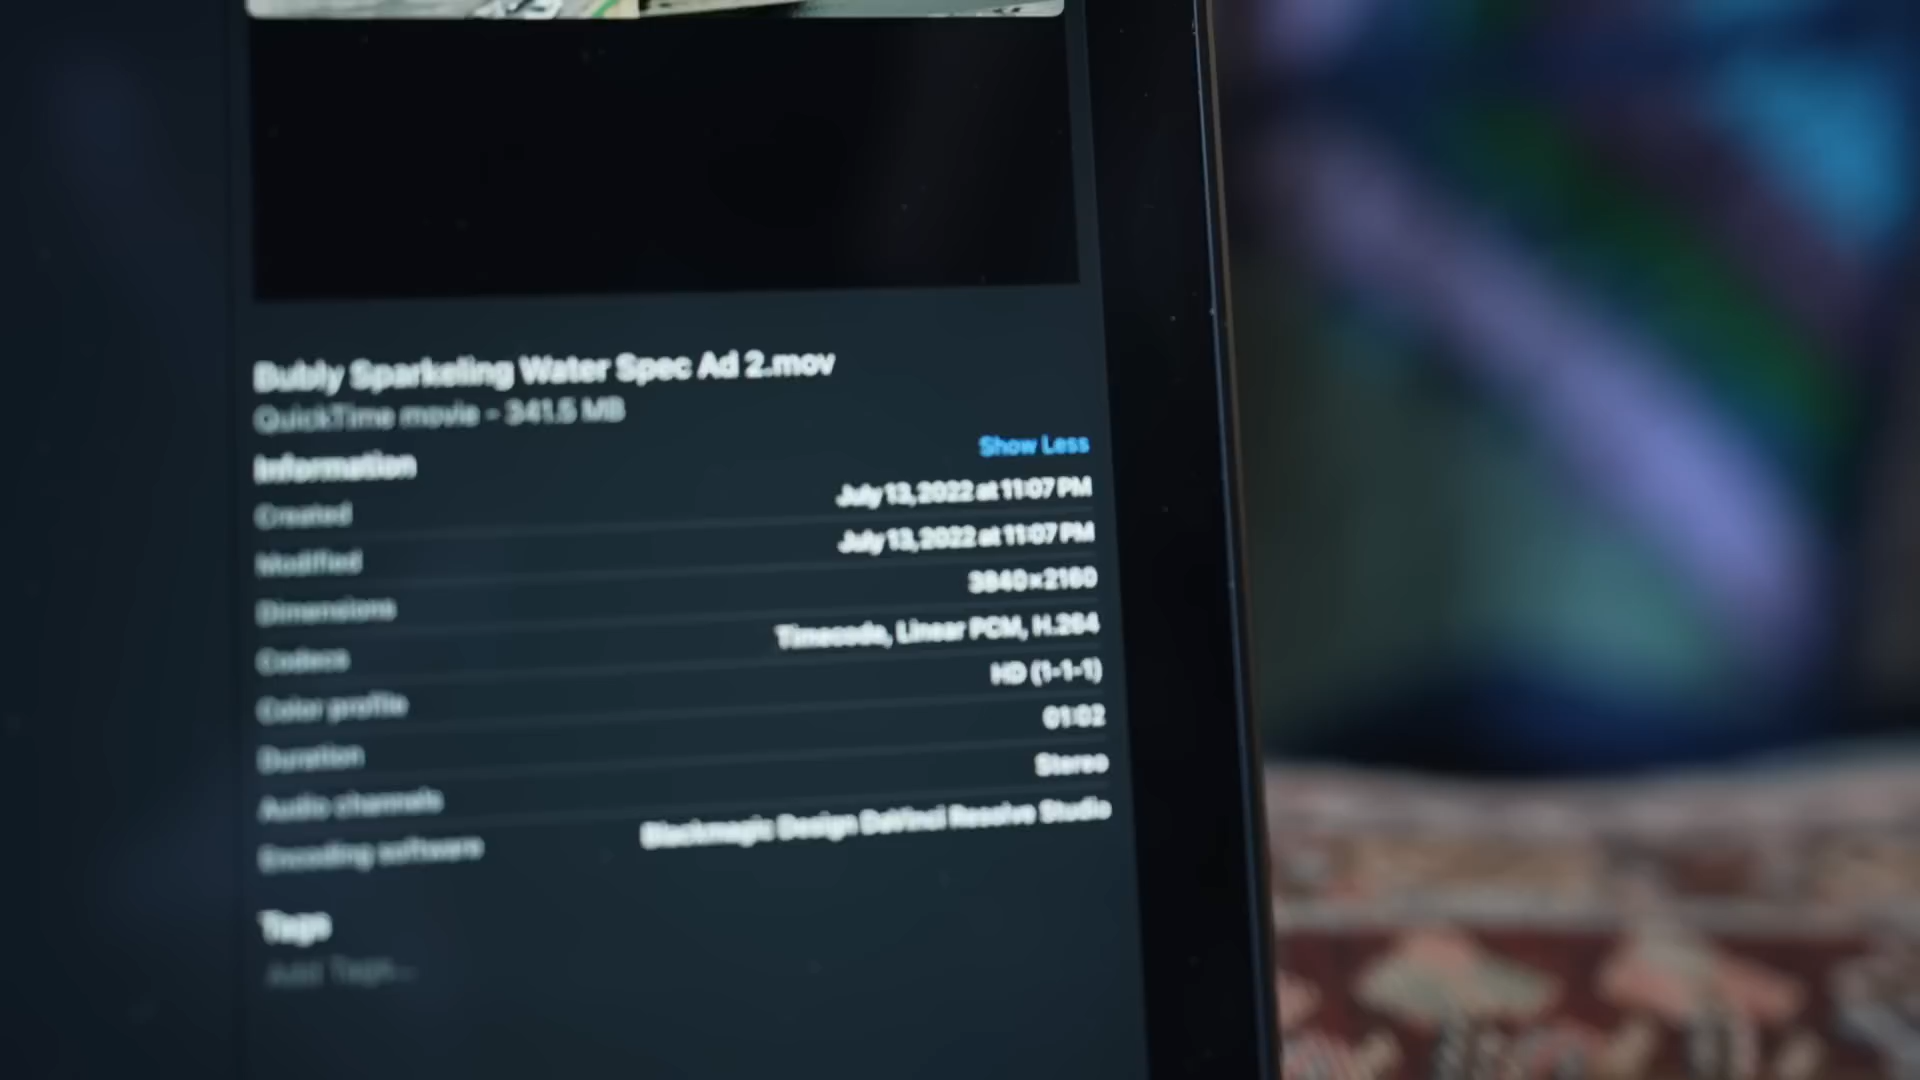 Bubly Sparkeling Water Spec Ad 2.mov
QuickTime movie - 341.5 MB
Information
Show Less
Created July 13, 2022 at 11:07 PM
Modified July 13, 2022 at 11:07 PM
Dimensions 3840×2160
Codecs Timecode, Linear PCM, H.264
Color profile HD (1-1-1)
Duration 01:02
Audio channels Stereo
Encoding software Blackmagic Design DaVinci Resolve Studio
Tags
Add Tags...